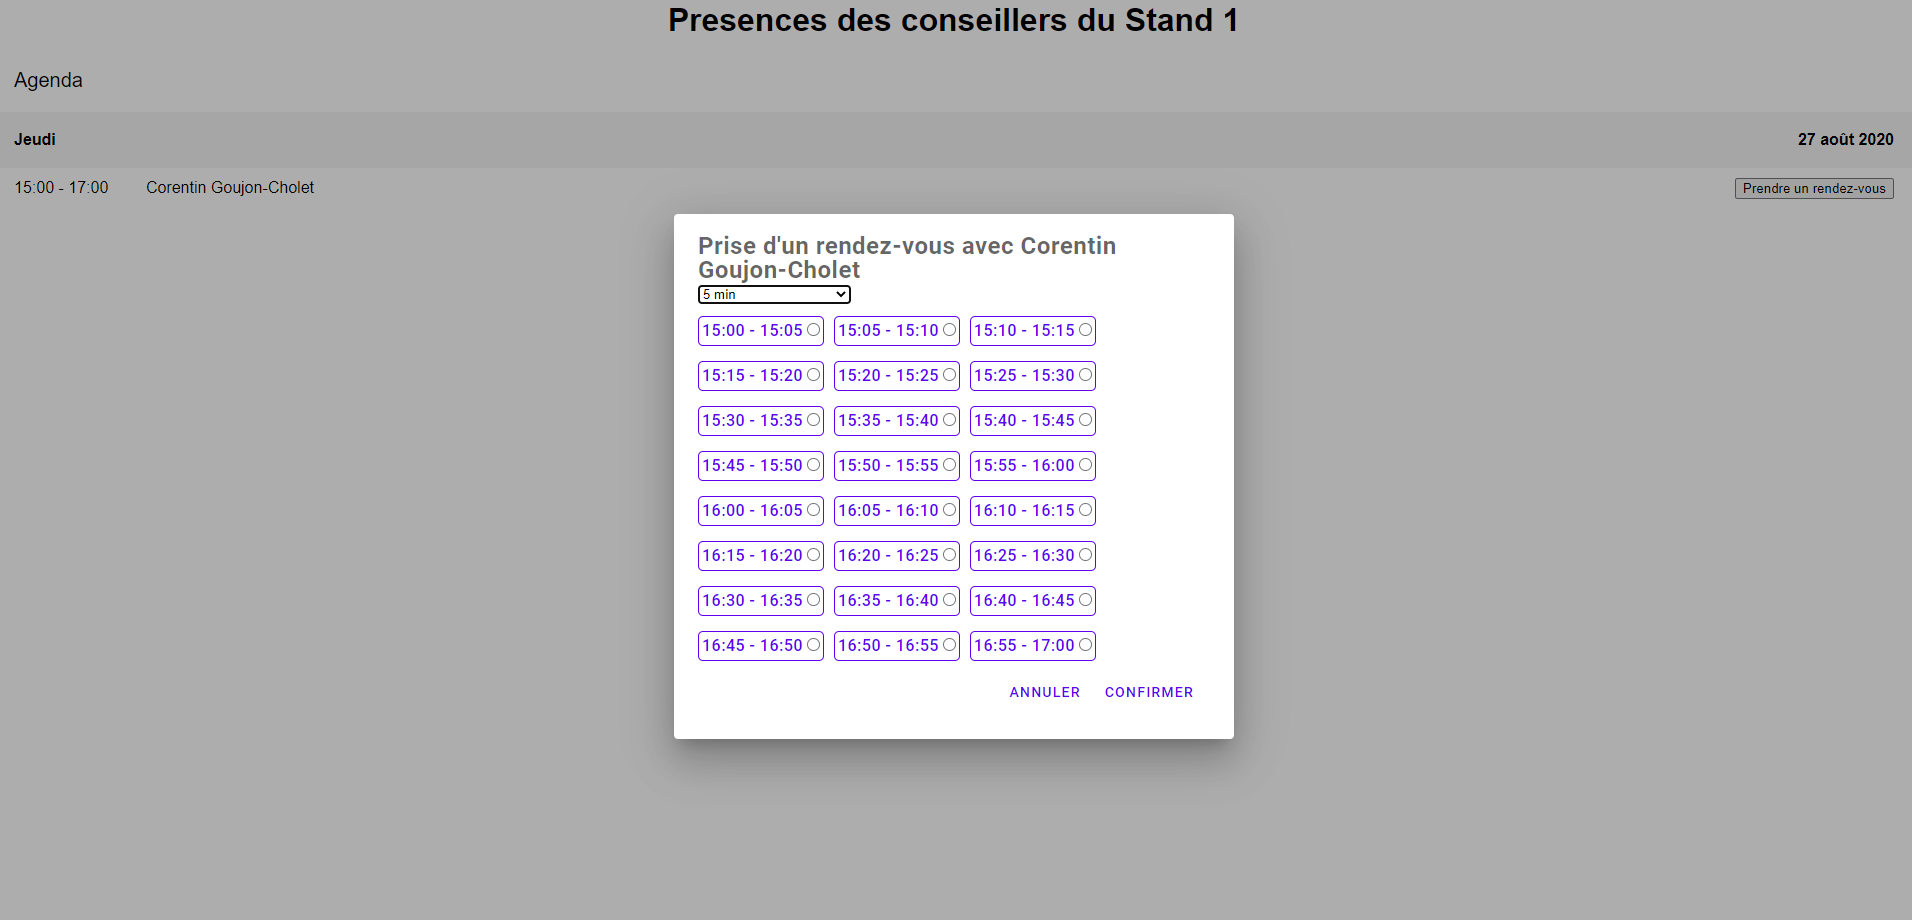 Presences des conseillers du Stand 1
Agenda
Jeudi 27 août 2020
15:00 - 17:00 Corentin Goujon-Cholet Prendre un rendez-vous
Prise d'un rendez-vous avec Corentin
Goujon-Cholet
5 min
15:00 - 15:05 15:05 - 15:10 15:10 - 15:15
15:15 - 15:20 15:20 - 15:25 15:25 - 15:30
15:30 - 15:35 15:35 - 15:40 15:40 - 15:45
15:45 - 15:50 15:50 - 15:55 15:55 - 16:00
16:00 - 16:05 16:05 - 16:10 16:10 - 16:15
16:15 - 16:20 16:20 - 16:25 16:25 - 16:30
16:30 - 16:35 16:35 - 16:40 16:40 - 16:45
16:45 - 16:50 16:50 - 16:55 16:55 - 17:00
ANNULER CONFIRMER